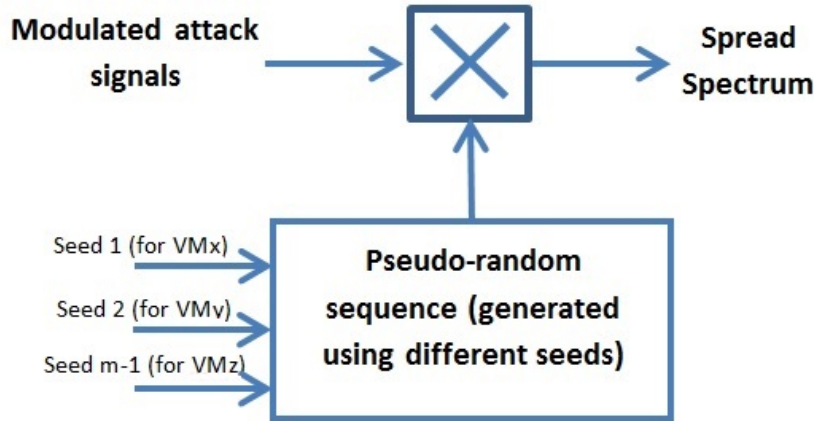 Modulated attack
signals
Spread
Spectrum
Seed 1 (for VMx)
Seed 2 (for VMv)
Seed m-1 (for VMz)
Pseudo-random
sequence (generated
using different seeds)